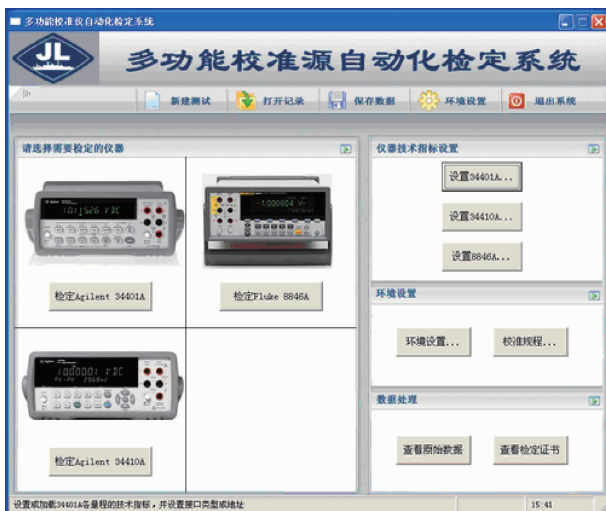 多功能校准仪自动化检定系统
JL
多功能校准源自动化检定系统
新建测试 打开记录 保存数据 环境设置 退出系统
请选择需要检定的仪器
仪器技术指标设置
设置34401A...
设置34410A...
设置8846A...
Agilent
-1.000604 VDC
检定Agilent 34401A
检定Fluke 8846A
环境设置
环境设置...
校准规程...
Agilent
检定Agilent 34410A
数据处理
查看原始数据
查看检定证书
设置或加载34401A各量程的技术指标，并设置接口类型或地址
15:41